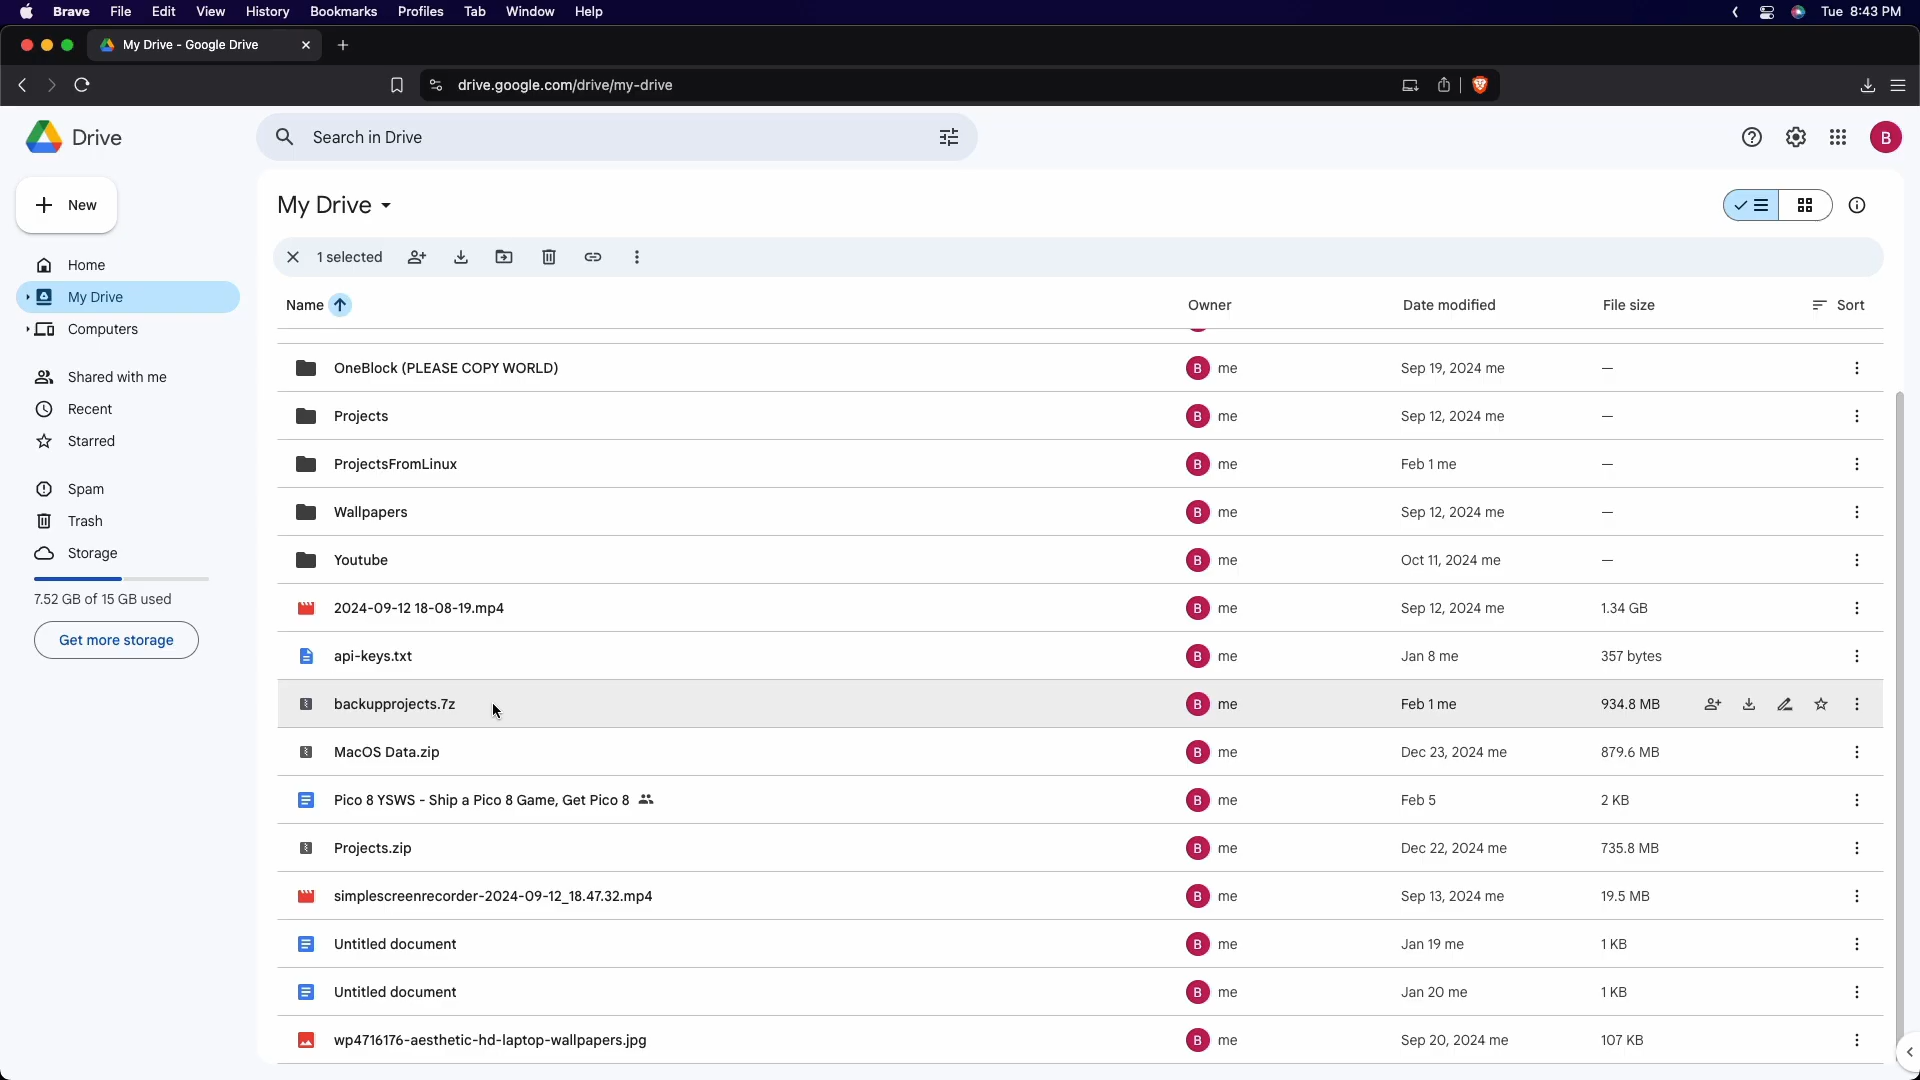 Brave File Edit View History Bookmarks Profiles Tab Window Help Tue 8:43 PM
My Drive - Google Drive
drive.google.com/drive/my-drive
Drive
Search in Drive
B
New
My Drive
1 selected
Home
My Drive
Computers
Shared with me
Recent
Starred
Spam
Trash
Storage
7.52 GB of 15 GB used
Get more storage
Name Owner Date modified File size Sort
OneBlock (PLEASE COPY WORLD) B me Sep 19, 2024 me —
Projects B me Sep 12, 2024 me —
ProjectsFromLinux B me Feb 1 me —
Wallpapers B me Sep 12, 2024 me —
Youtube B me Oct 11, 2024 me —
2024-09-12 18-08-19.mp4 B me Sep 12, 2024 me 1.34 GB
api-keys.txt B me Jan 8 me 357 bytes
backupprojects.7z B me Feb 1 me 934.8 MB
MacOS Data.zip B me Dec 23, 2024 me 879.6 MB
Pico 8 YSWS - Ship a Pico 8 Game, Get Pico 8 B me Feb 5 2 KB
Projects.zip B me Dec 22, 2024 me 735.8 MB
simplescreenrecorder-2024-09-12_18.47.32.mp4 B me Sep 13, 2024 me 19.5 MB
Untitled document B me Jan 19 me 1 KB
Untitled document B me Jan 20 me 1 KB
wp4716176-aesthetic-hd-laptop-wallpapers.jpg B me Sep 20, 2024 me 107 KB